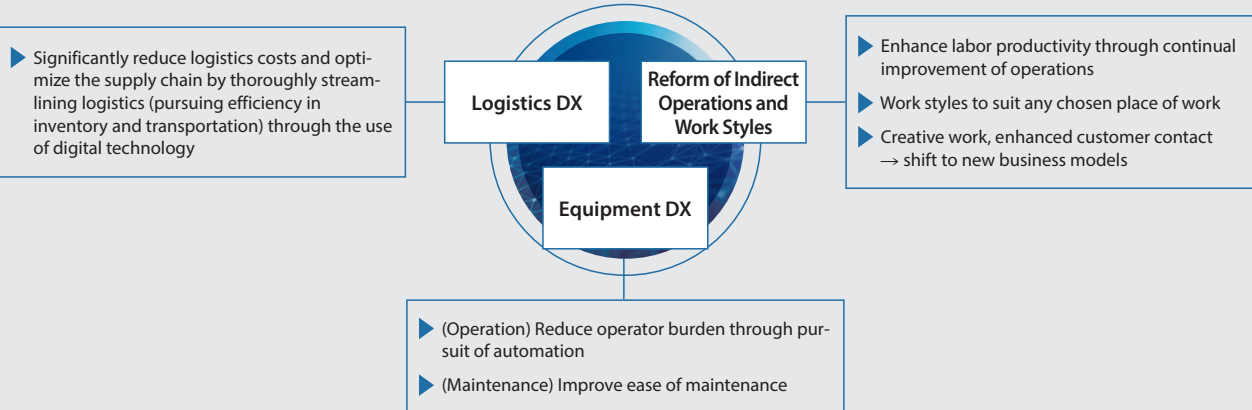 Significantly reduce logistics costs and opti-
mize the supply chain by thoroughly stream-
lining logistics (pursuing efficiency in
inventory and transportation) through the use
of digital technology
Logistics DX
Reform of Indirect
Operations and
Work Styles
Enhance labor productivity through continual
improvement of operations
Work styles to suit any chosen place of work
Creative work, enhanced customer contact
→ shift to new business models
Equipment DX
(Operation) Reduce operator burden through pur-
suit of automation
(Maintenance) Improve ease of maintenance